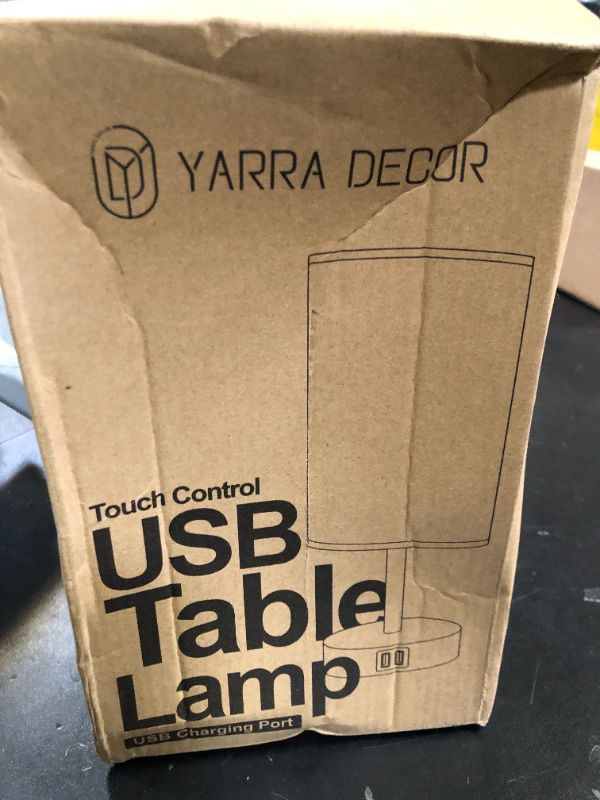 YARRA DECOR
Touch Control
USB
Table
Lamp
USB Charging Port